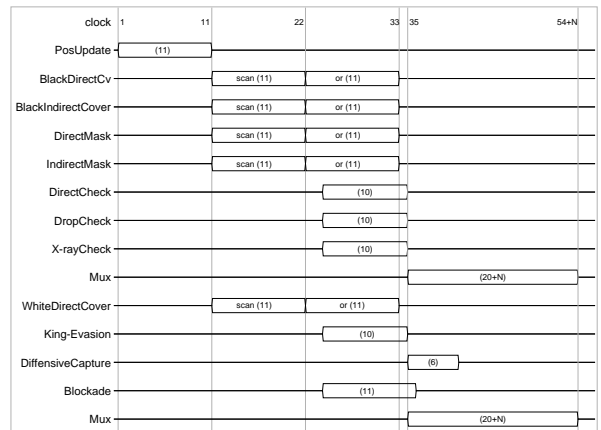 clock 1 11 22 33 35 54+N
PosUpdate (11)
BlackDirectCv scan (11) or (11)
BlackIndirectCover scan (11) or (11)
DirectMask scan (11) or (11)
IndirectMask scan (11) or (11)
DirectCheck (10)
DropCheck (10)
X-rayCheck (10)
Mux (20+N)
WhiteDirectCover scan (11) or (11)
King-Evasion (10)
DiffensiveCapture (6)
Blockade (11)
Mux (20+N)